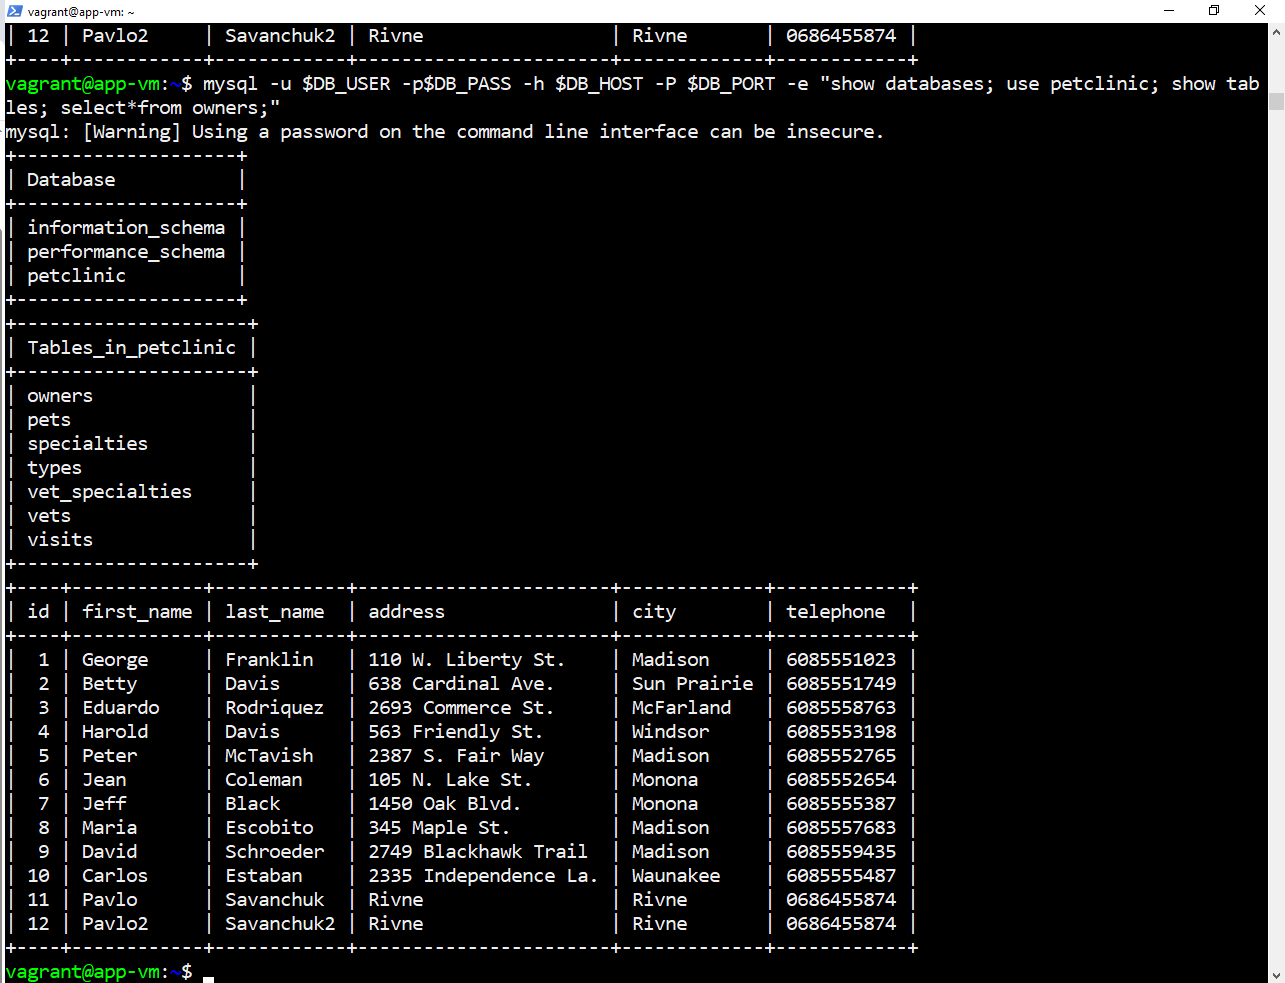 vagrant@app-vm: ~
| 12 | Pavlo2     | Savanchuk2 | Rivne                 | Rivne       | 0686455874 |
+----+------------+------------+-----------------------+-------------+------------+
vagrant@app-vm:~$ mysql -u $DB_USER -p$DB_PASS -h $DB_HOST -P $DB_PORT -e "show databases; use petclinic; show tab
les; select*from owners;"
mysql: [Warning] Using a password on the command line interface can be insecure.
+--------------------+
| Database           |
+--------------------+
| information_schema |
| performance_schema |
| petclinic          |
+--------------------+
+---------------------+
| Tables_in_petclinic |
+---------------------+
| owners              |
| pets                |
| specialties         |
| types               |
| vet_specialties     |
| vets                |
| visits              |
+---------------------+
+----+------------+------------+-----------------------+-------------+------------+
| id | first_name | last_name  | address               | city        | telephone  |
+----+------------+------------+-----------------------+-------------+------------+
|  1 | George     | Franklin   | 110 W. Liberty St.    | Madison     | 6085551023 |
|  2 | Betty      | Davis      | 638 Cardinal Ave.     | Sun Prairie | 6085551749 |
|  3 | Eduardo    | Rodriquez  | 2693 Commerce St.     | McFarland   | 6085558763 |
|  4 | Harold     | Davis      | 563 Friendly St.      | Windsor     | 6085553198 |
|  5 | Peter      | McTavish   | 2387 S. Fair Way      | Madison     | 6085552765 |
|  6 | Jean       | Coleman    | 105 N. Lake St.       | Monona      | 6085552654 |
|  7 | Jeff       | Black      | 1450 Oak Blvd.        | Monona      | 6085555387 |
|  8 | Maria      | Escobito   | 345 Maple St.         | Madison     | 6085557683 |
|  9 | David      | Schroeder  | 2749 Blackhawk Trail  | Madison     | 6085559435 |
| 10 | Carlos     | Estaban    | 2335 Independence La. | Waunakee    | 6085555487 |
| 11 | Pavlo      | Savanchuk  | Rivne                 | Rivne       | 0686455874 |
| 12 | Pavlo2     | Savanchuk2 | Rivne                 | Rivne       | 0686455874 |
+----+------------+------------+-----------------------+-------------+------------+
vagrant@app-vm:~$